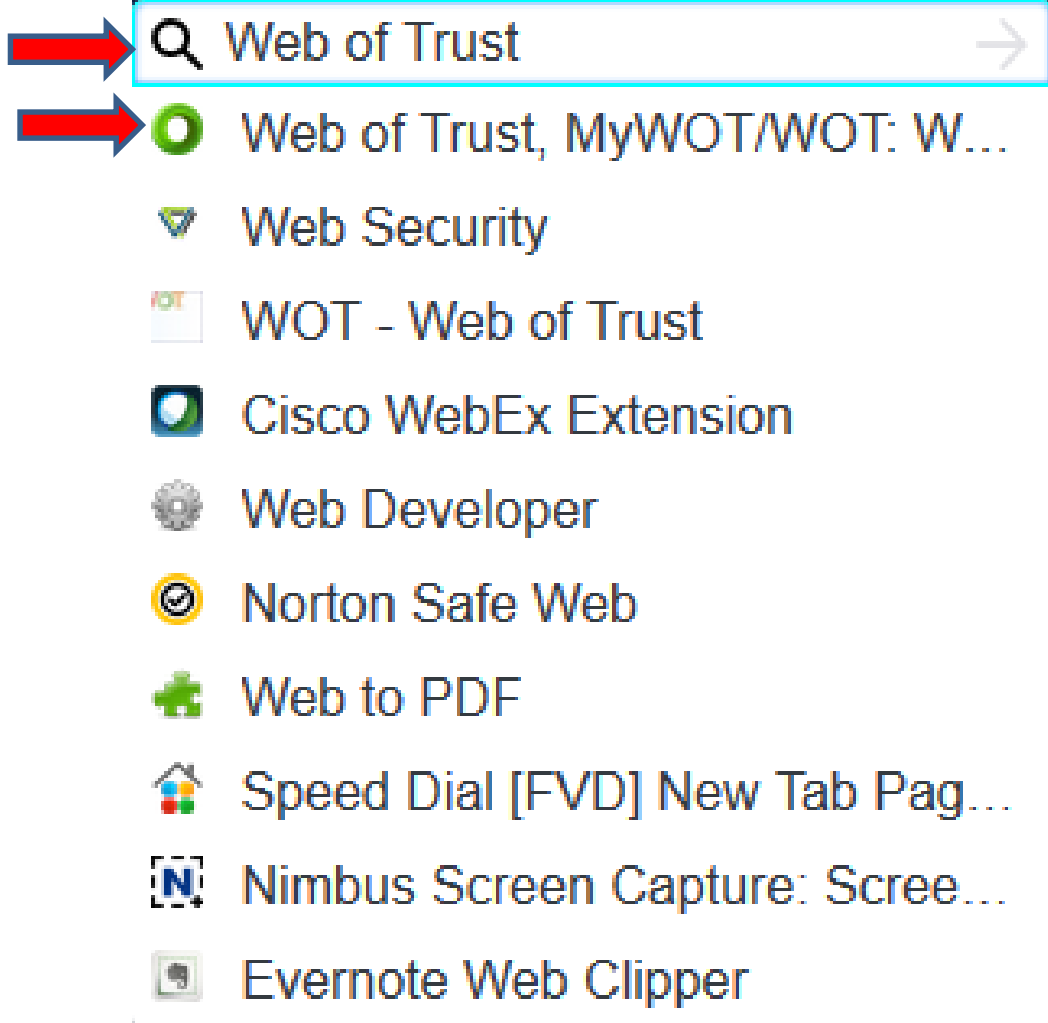 Web of Trust
Web of Trust, MyWOT/WOT: W...
Web Security
WOT - Web of Trust
Cisco WebEx Extension
Web Developer
Norton Safe Web
Web to PDF
Speed Dial [FVD] New Tab Pag...
Nimbus Screen Capture: Scree...
Evernote Web Clipper